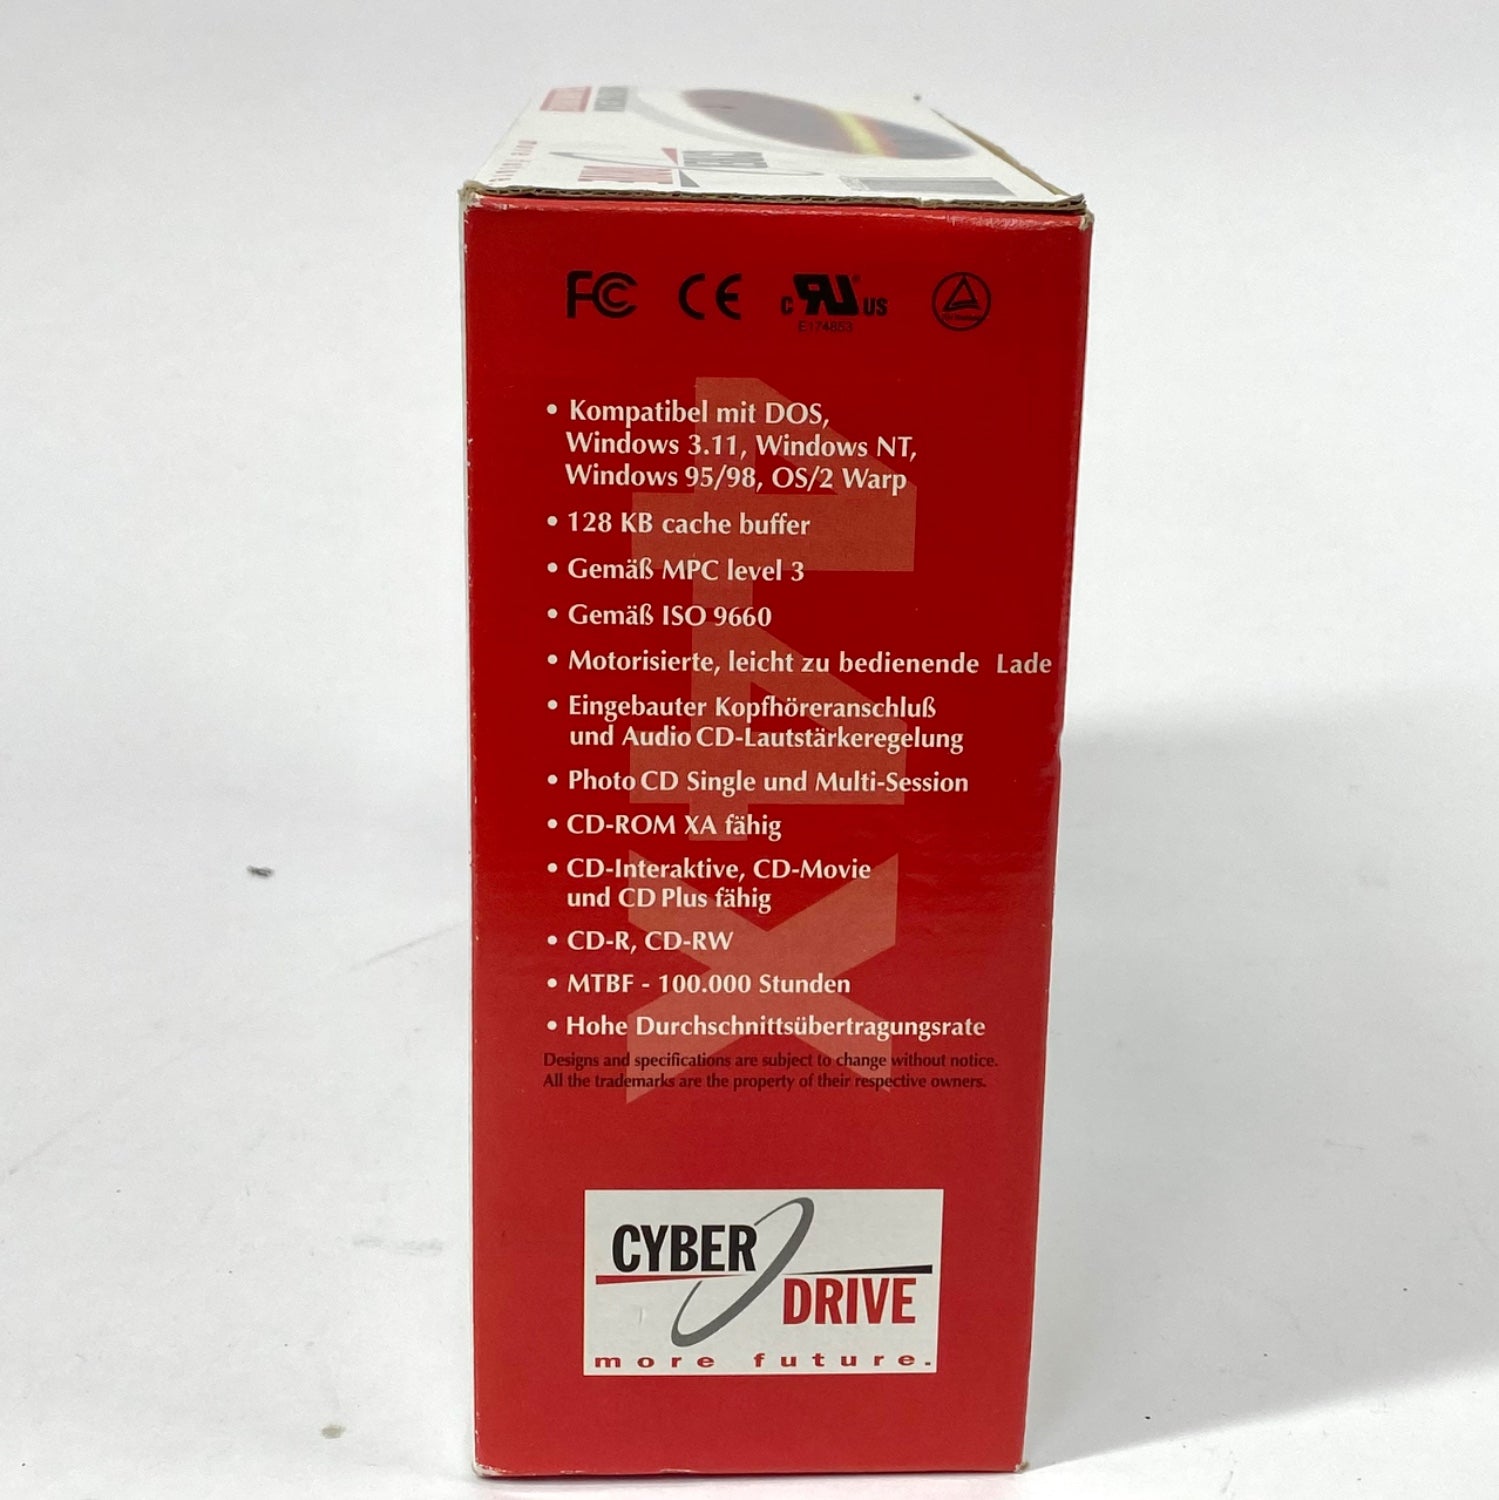 CYBER
DRIVE
FC CE c RU US
E174853
44X
• Kompatibel mit DOS,
Windows 3.11, Windows NT,
Windows 95/98, OS/2 Warp
• 128 KB cache buffer
• Gemäß MPC level 3
• Gemäß ISO 9660
• Motorisierte, leicht zu bedienende Lade
• Eingebauter Kopfhöreranschluß
und Audio CD-Lautstärkeregelung
• Photo CD Single und Multi-Session
• CD-ROM XA fähig
• CD-Interaktive, CD-Movie
und CD Plus fähig
• CD-R, CD-RW
• MTBF - 100.000 Stunden
• Hohe Durchschnittsübertragungsrate
Designs and specifications are subject to change without notice.
All the trademarks are the property of their respective owners.
CYBER
DRIVE
more future.